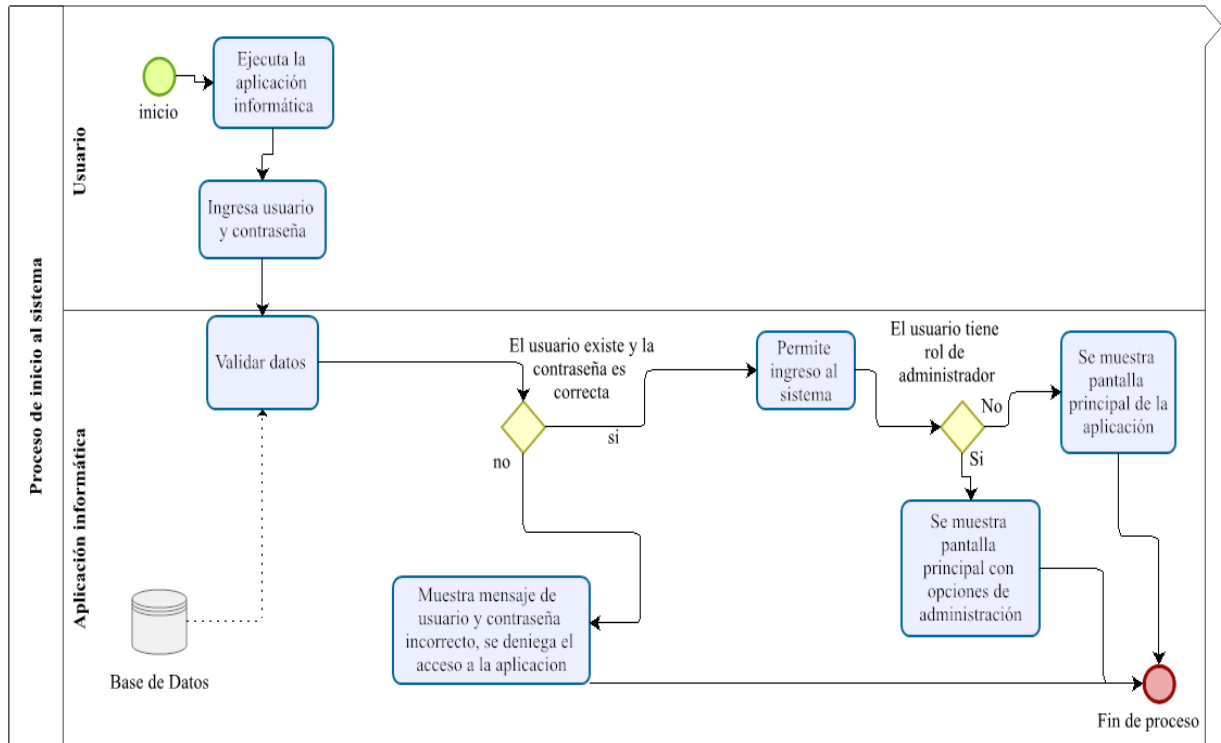 Proceso de inicio al sistema
Usuario
inicio
Ejecuta la
aplicación
informática
Ingresa usuario
y contraseña
Aplicación informática
Validar datos
Base de Datos
El usuario existe y la
contraseña es
correcta
si
no
Muestra mensaje de
usuario y contraseña
incorrecto, se deniega el
acceso a la aplicacion
Permite
ingreso al
sistema
El usuario tiene
rol de
administrador
No
Si
Se muestra
pantalla
principal de la
aplicación
Se muestra
pantalla
principal con
opciones de
administración
Fin de proceso